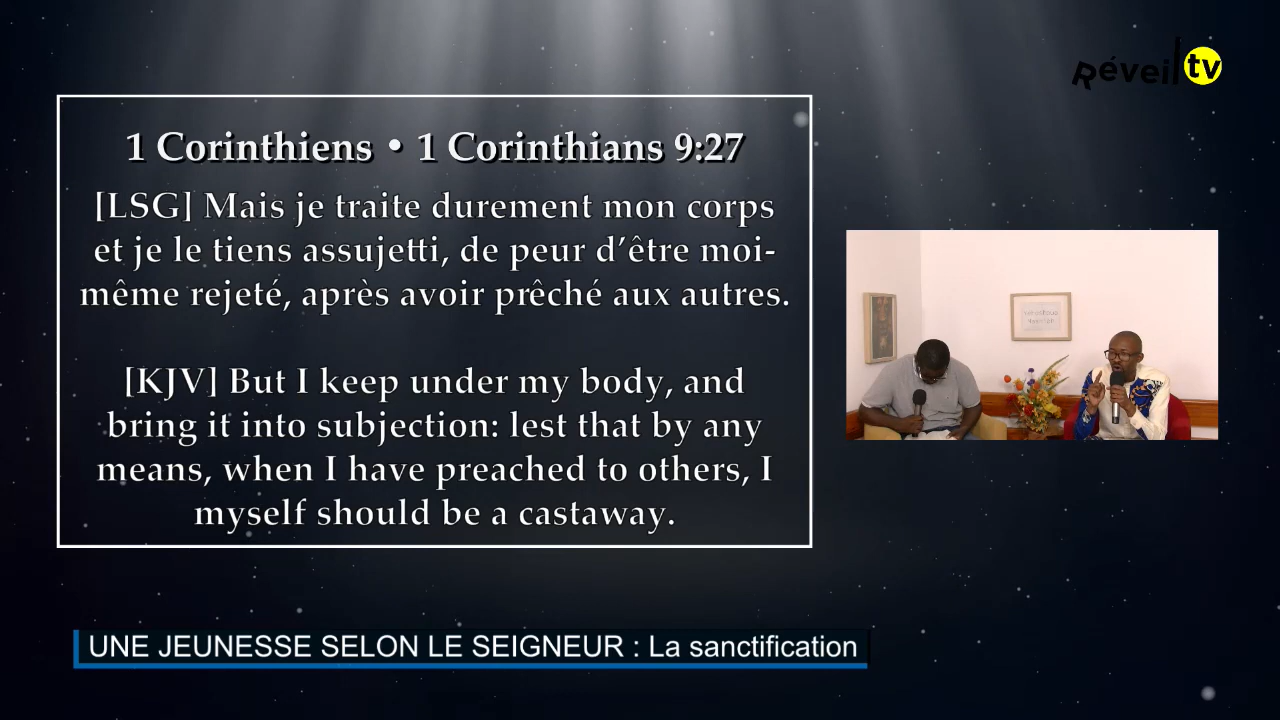 Réveil tv
1 Corinthiens • 1 Corinthians 9:27
[LSG] Mais je traite durement mon corps
et je le tiens assujetti, de peur d’être moi-
même rejeté, après avoir prêché aux autres.
[KJV] But I keep under my body, and
bring it into subjection: lest that by any
means, when I have preached to others, I
myself should be a castaway.
UNE JEUNESSE SELON LE SEIGNEUR : La sanctification